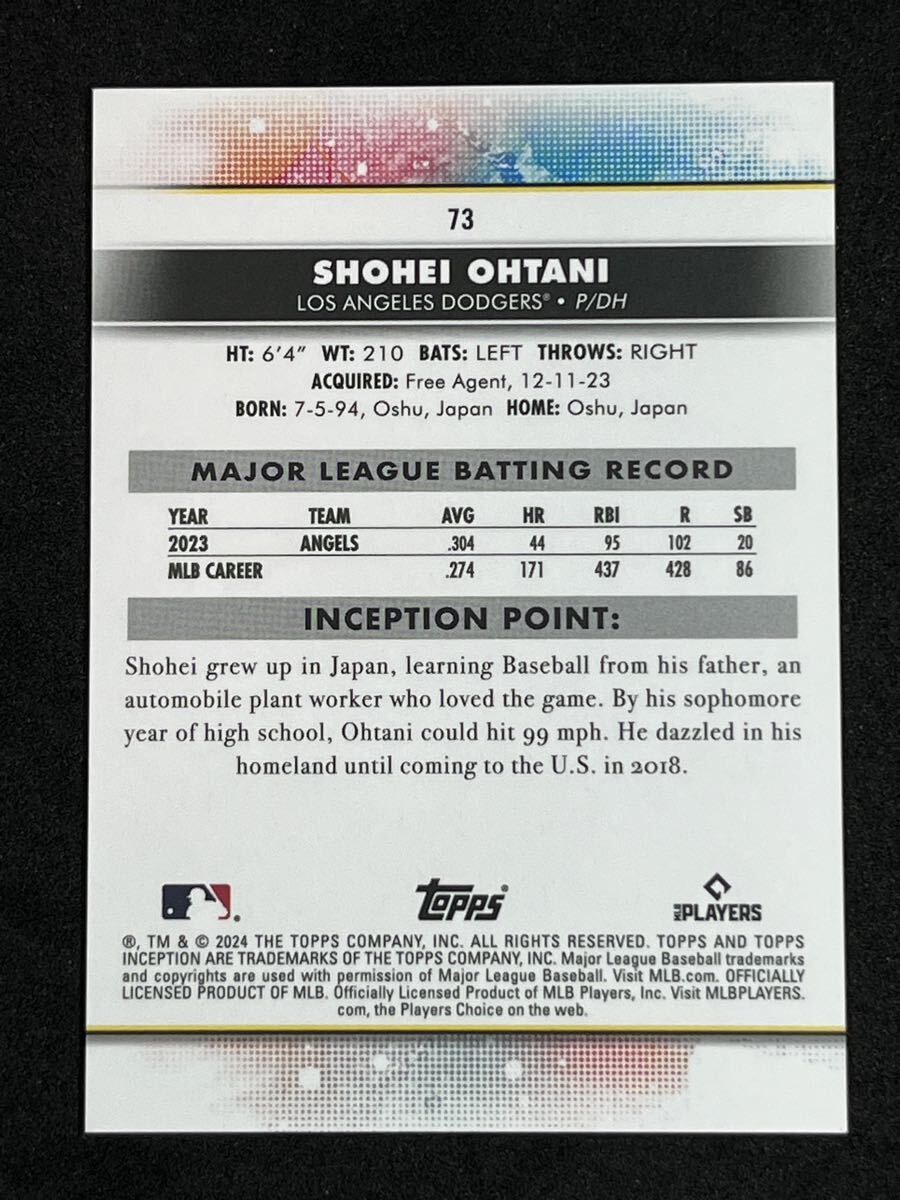 73
SHOHEI OHTANI
LOS ANGELES DODGERS® • P/DH
HT: 6'4" WT: 210 BATS: LEFT THROWS: RIGHT
ACQUIRED: Free Agent, 12-11-23
BORN: 7-5-94, Oshu, Japan HOME: Oshu, Japan
MAJOR LEAGUE BATTING RECORD
YEAR TEAM AVG HR RBI R SB
2023 ANGELS .304 44 95 102 20
MLB CAREER .274 171 437 428 86
INCEPTION POINT:
Shohei grew up in Japan, learning Baseball from his father, an
automobile plant worker who loved the game. By his sophomore
year of high school, Ohtani could hit 99 mph. He dazzled in his
homeland until coming to the U.S. in 2018.
Topps® MLB PLAYERS
®, TM & © 2024 THE TOPPS COMPANY, INC. ALL RIGHTS RESERVED. TOPPS AND TOPPS
INCEPTION ARE TRADEMARKS OF THE TOPPS COMPANY, INC. Major League Baseball trademarks
and copyrights are used with permission of Major League Baseball. Visit MLB.com. OFFICIALLY
LICENSED PRODUCT OF MLB. Officially Licensed Product of MLB Players, Inc. Visit MLBPLAYERS.
com, the Players Choice on the web.